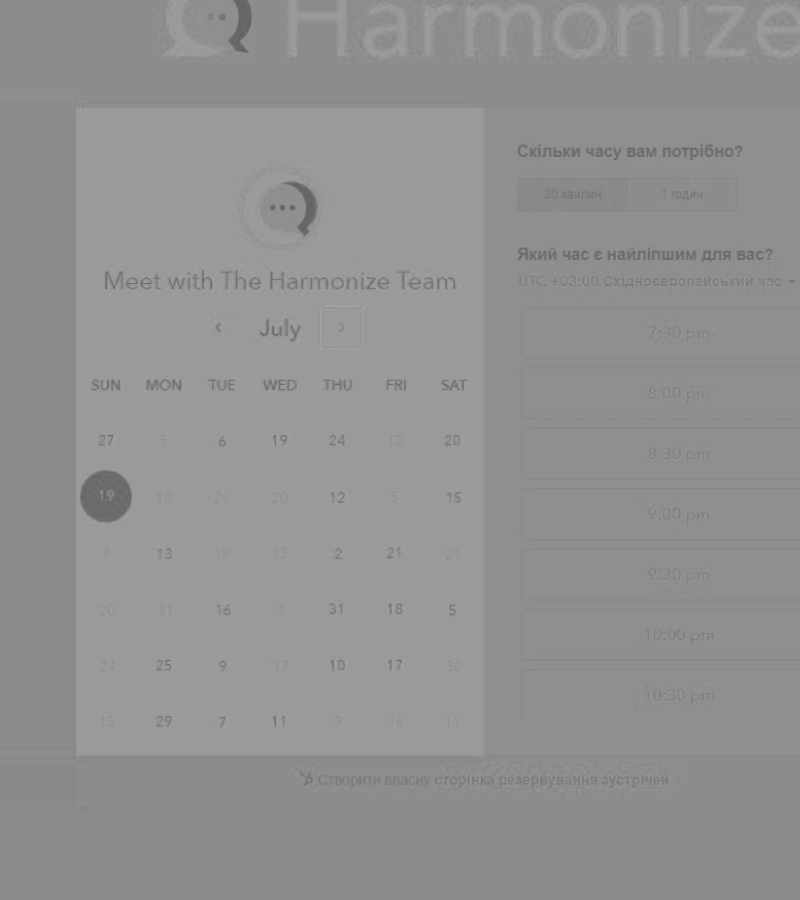 Harmonize
Meet with The Harmonize Team
July
SUN MON TUE WED THU FRI SAT
27 5 6 19 24 13 20
19 18 26 20 12 5 15
8 13 19 13 2 21 21
20 31 16 3 31 18 5
24 25 9 17 10 17 30
15 29 7 11 9 16 11
Скільки часу вам потрібно?
30 хвилин 1 годин
Який час є найліпшим для вас?
UTC +03:00 Східноєвропейський час
7:30 pm
8:00 pm
8:30 pm
9:00 pm
9:30 pm
10:00 pm
10:30 pm
Створити власну сторінка резервування зустрічей